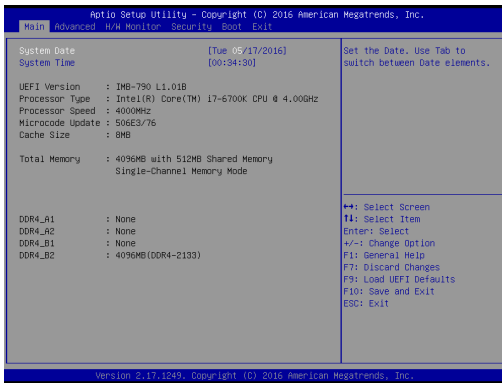 Aptio Setup Utility - Copyright (C) 2016 American Megatrends, Inc.
Main Advanced H/W Monitor Security Boot Exit
System Date [Tue 05/17/2016]
System Time [00:34:30]
UEFI Version : IMB-790 L1.01B
Processor Type : Intel(R) Core(TM) i7-6700K CPU @ 4.00GHz
Processor Speed : 4000MHz
Microcode Update : 506E3/76
Cache Size : 8MB
Total Memory : 4096MB with 512MB Shared Memory
Single-Channel Memory Mode
DDR4_A1 : None
DDR4_A2 : None
DDR4_B1 : None
DDR4_B2 : 4096MB(DDR4-2133)
Set the Date. Use Tab to
switch between Date elements.
↔: Select Screen
↑↓: Select Item
Enter: Select
+/-: Change Option
F1: General Help
F7: Discard Changes
F9: Load UEFI Defaults
F10: Save and Exit
ESC: Exit
Version 2.17.1249. Copyright (C) 2016 American Megatrends, Inc.